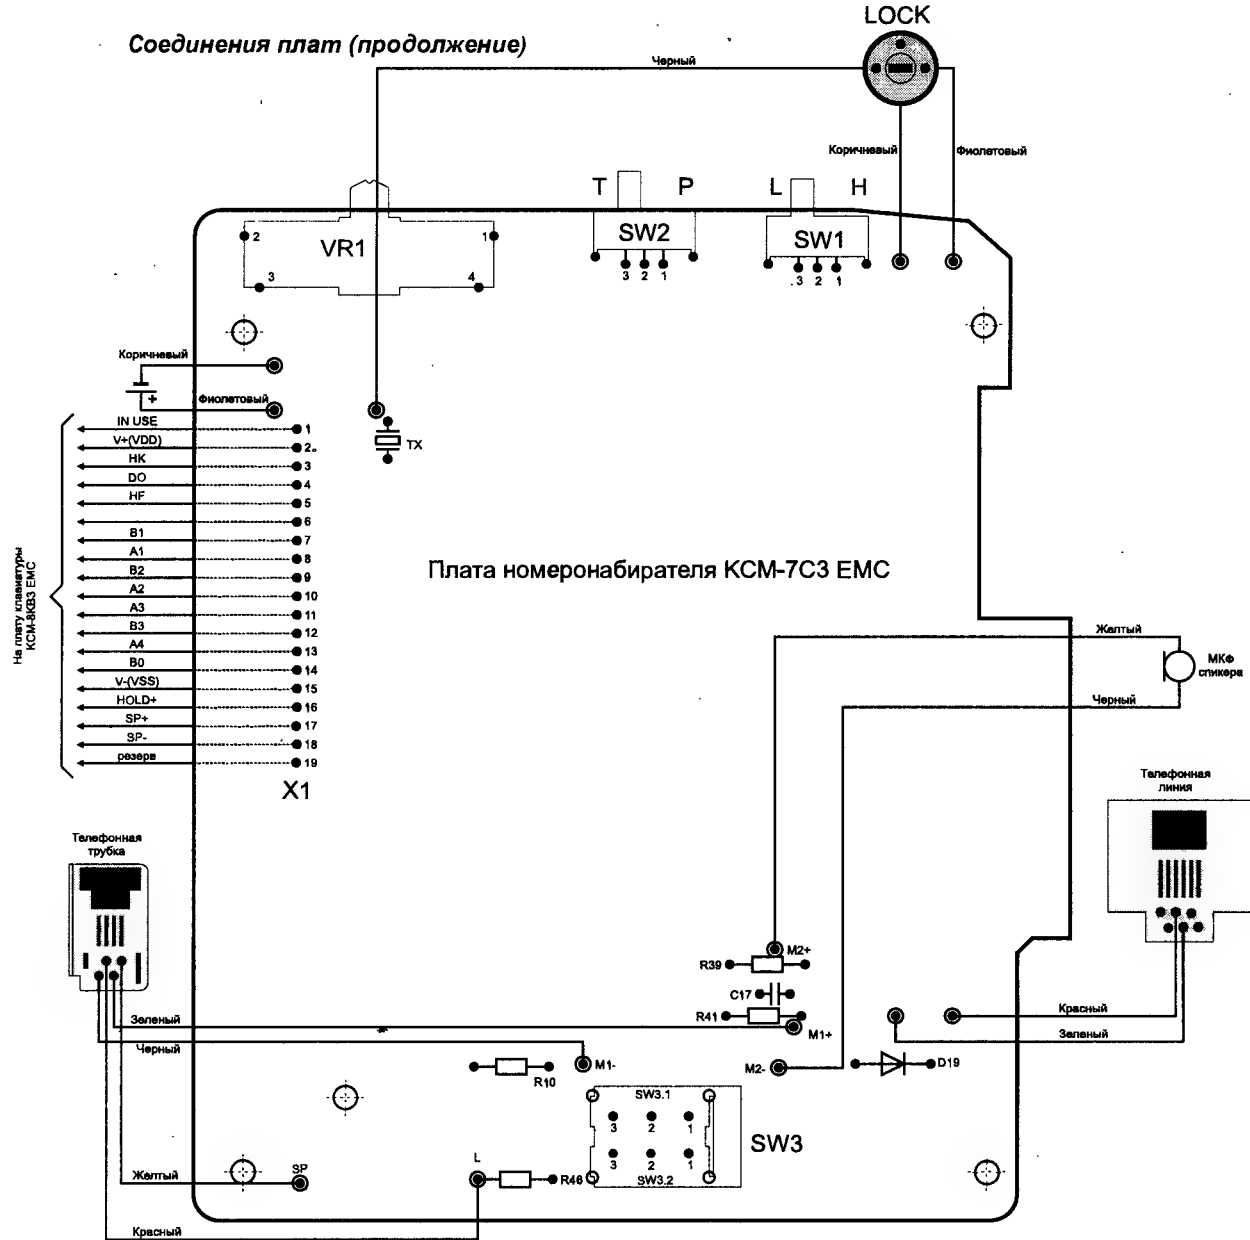 LOCK
Соединения плат (продолжение)
Черный
Коричневый
Фиолетовый
T
P
L
H
VR1
2
1
3
4
SW2
3 2 1
SW1
3 2 1
Коричневый
+
Фиолетовый
TX
IN USE 1
V+(VDD) 2
HK 3
DO 4
HF 5
6
B1 7
A1 8
B2 9
A2 10
A3 11
B3 12
A4 13
B0 14
V-(VSS) 15
HOLD+ 16
SP+ 17
SP- 18
резерв 19
X1
На плату клавиатуры
KCM-8KB3 EMC
Плата номеронабирателя KCM-7C3 EMC
Желтый
МКФ
спикера
Черный
Телефонная
линия
Телефонная
трубка
M2+
R39
C17
R41
M1+
Красный
Зеленый
Зеленый
Черный
M1-
M2-
D19
R10
SW3.1
3 2 1
3 2 1
SW3.2
SW3
Желтый
SP
L
R46
Красный